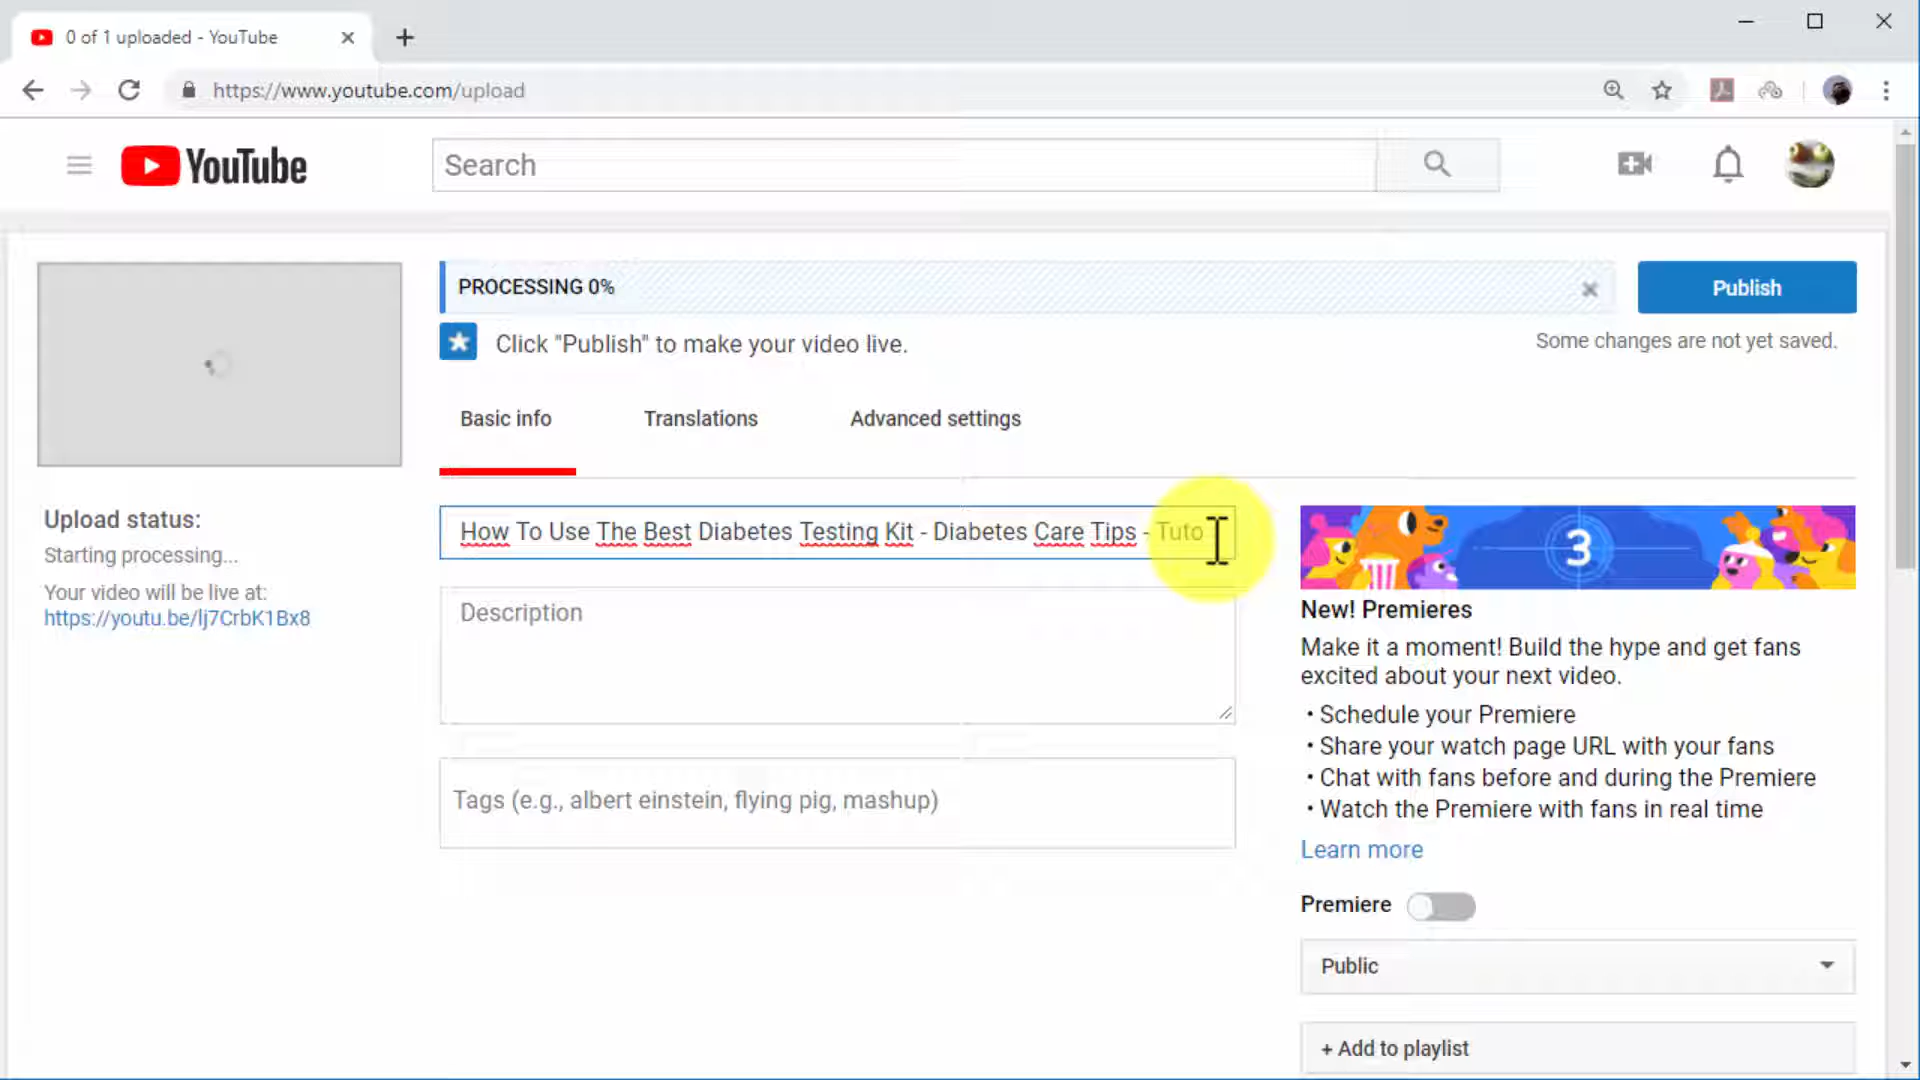 0 of 1 uploaded - YouTube
https://www.youtube.com/upload
YouTube
Search
PROCESSING 0%
Publish
Click "Publish" to make your video live.
Some changes are not yet saved.
Basic info
Translations
Advanced settings
Upload status:
Starting processing...
Your video will be live at:
https://youtu.be/lj7CrbK1Bx8
How To Use The Best Diabetes Testing Kit - Diabetes Care Tips - Tuto
Description
Tags (e.g., albert einstein, flying pig, mashup)
3
New! Premieres
Make it a moment! Build the hype and get fans
excited about your next video.
• Schedule your Premiere
• Share your watch page URL with your fans
• Chat with fans before and during the Premiere
• Watch the Premiere with fans in real time
Learn more
Premiere
Public
+ Add to playlist